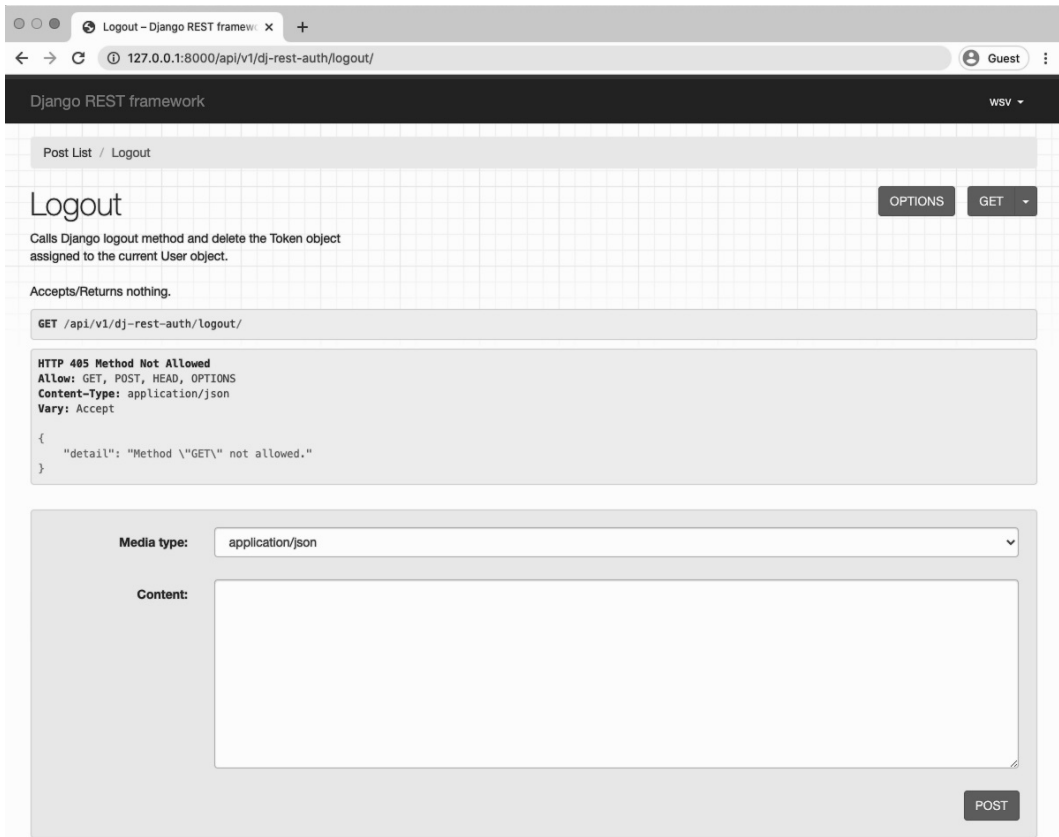 Logout – Django REST framew
127.0.0.1:8000/api/v1/dj-rest-auth/logout/
Guest
Django REST framework
wsv
Post List / Logout
Logout
OPTIONS
GET
Calls Django logout method and delete the Token object
assigned to the current User object.
Accepts/Returns nothing.
GET /api/v1/dj-rest-auth/logout/
HTTP 405 Method Not Allowed
Allow: GET, POST, HEAD, OPTIONS
Content-Type: application/json
Vary: Accept
{
"detail": "Method \"GET\" not allowed."
}
Media type:
application/json
Content:
POST